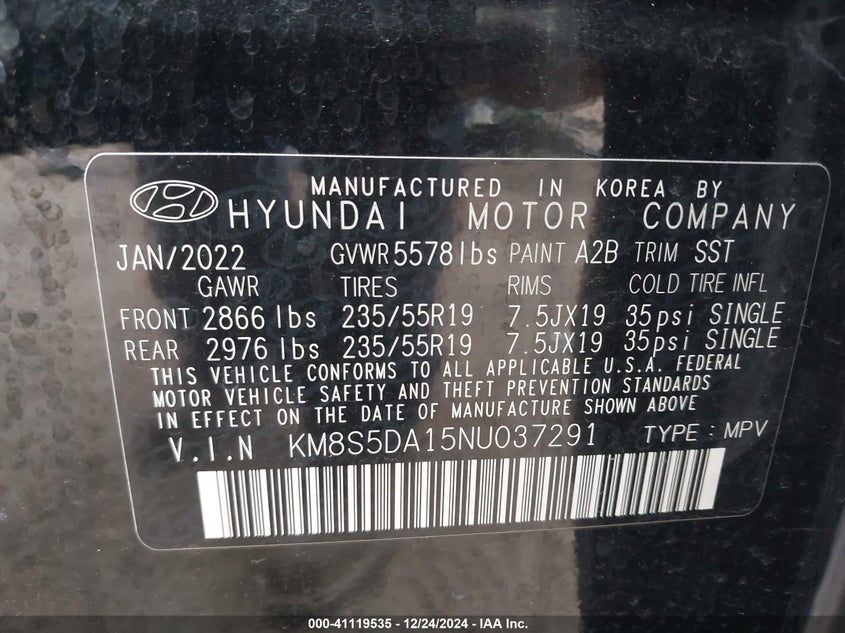 MANUFACTURED IN KOREA BY
HYUNDAI MOTOR COMPANY
JAN/2022 GVWR 5578 lbs PAINT A2B TRIM SST
GAWR TIRES RIMS COLD TIRE INFL
FRONT 2866 lbs 235/55R19 7.5JX19 35psi SINGLE
REAR 2976 lbs 235/55R19 7.5JX19 35psi SINGLE
THIS VEHICLE CONFORMS TO ALL APPLICABLE U.S.A. FEDERAL
MOTOR VEHICLE SAFETY AND THEFT PREVENTION STANDARDS
IN EFFECT ON THE DATE OF MANUFACTURE SHOWN ABOVE
V.I.N KM8S5DA15NU037291 TYPE : MPV
000-41119535 - 12/24/2024 - IAA Inc.